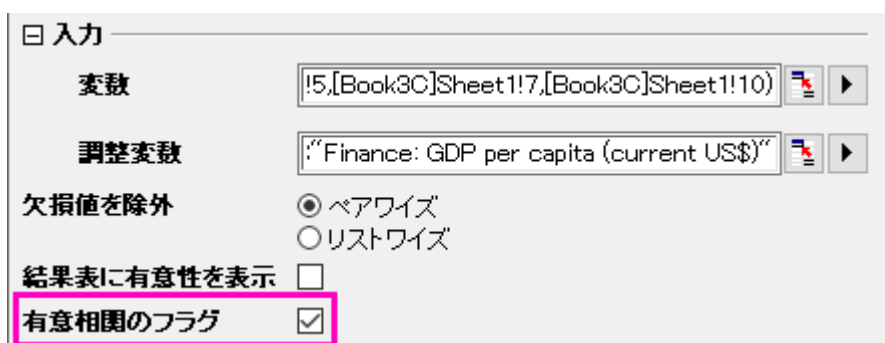 入力
変数 !5,[Book3C]Sheet1!7,[Book3C]Sheet1!10)
調整変数 :"Finance: GDP per capita (current US$)"
欠損値を除外 ペアワイズ
リストワイズ
結果表に有意性を表示
有意相関のフラグ